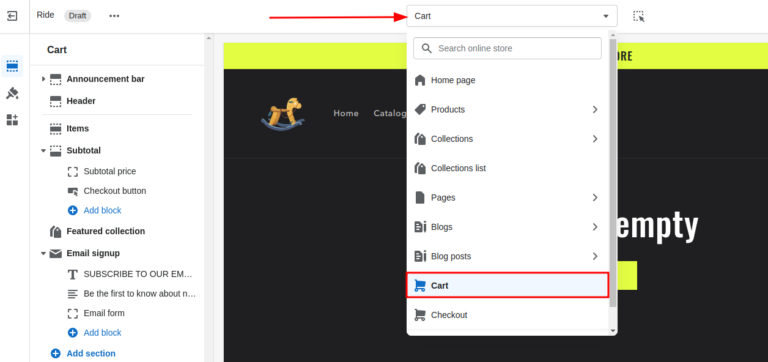 Ride Draft
Cart
Cart
Announcement bar
Header
Items
Subtotal
Subtotal price
Checkout button
Add block
Featured collection
Email signup
SUBSCRIBE TO OUR EM...
Be the first to know about n...
Email form
Add block
Add section
Search online store
Home page
Products
Collections
Collections list
Pages
Blogs
Blog posts
Cart
Checkout
ORE
Home Catalog
empty